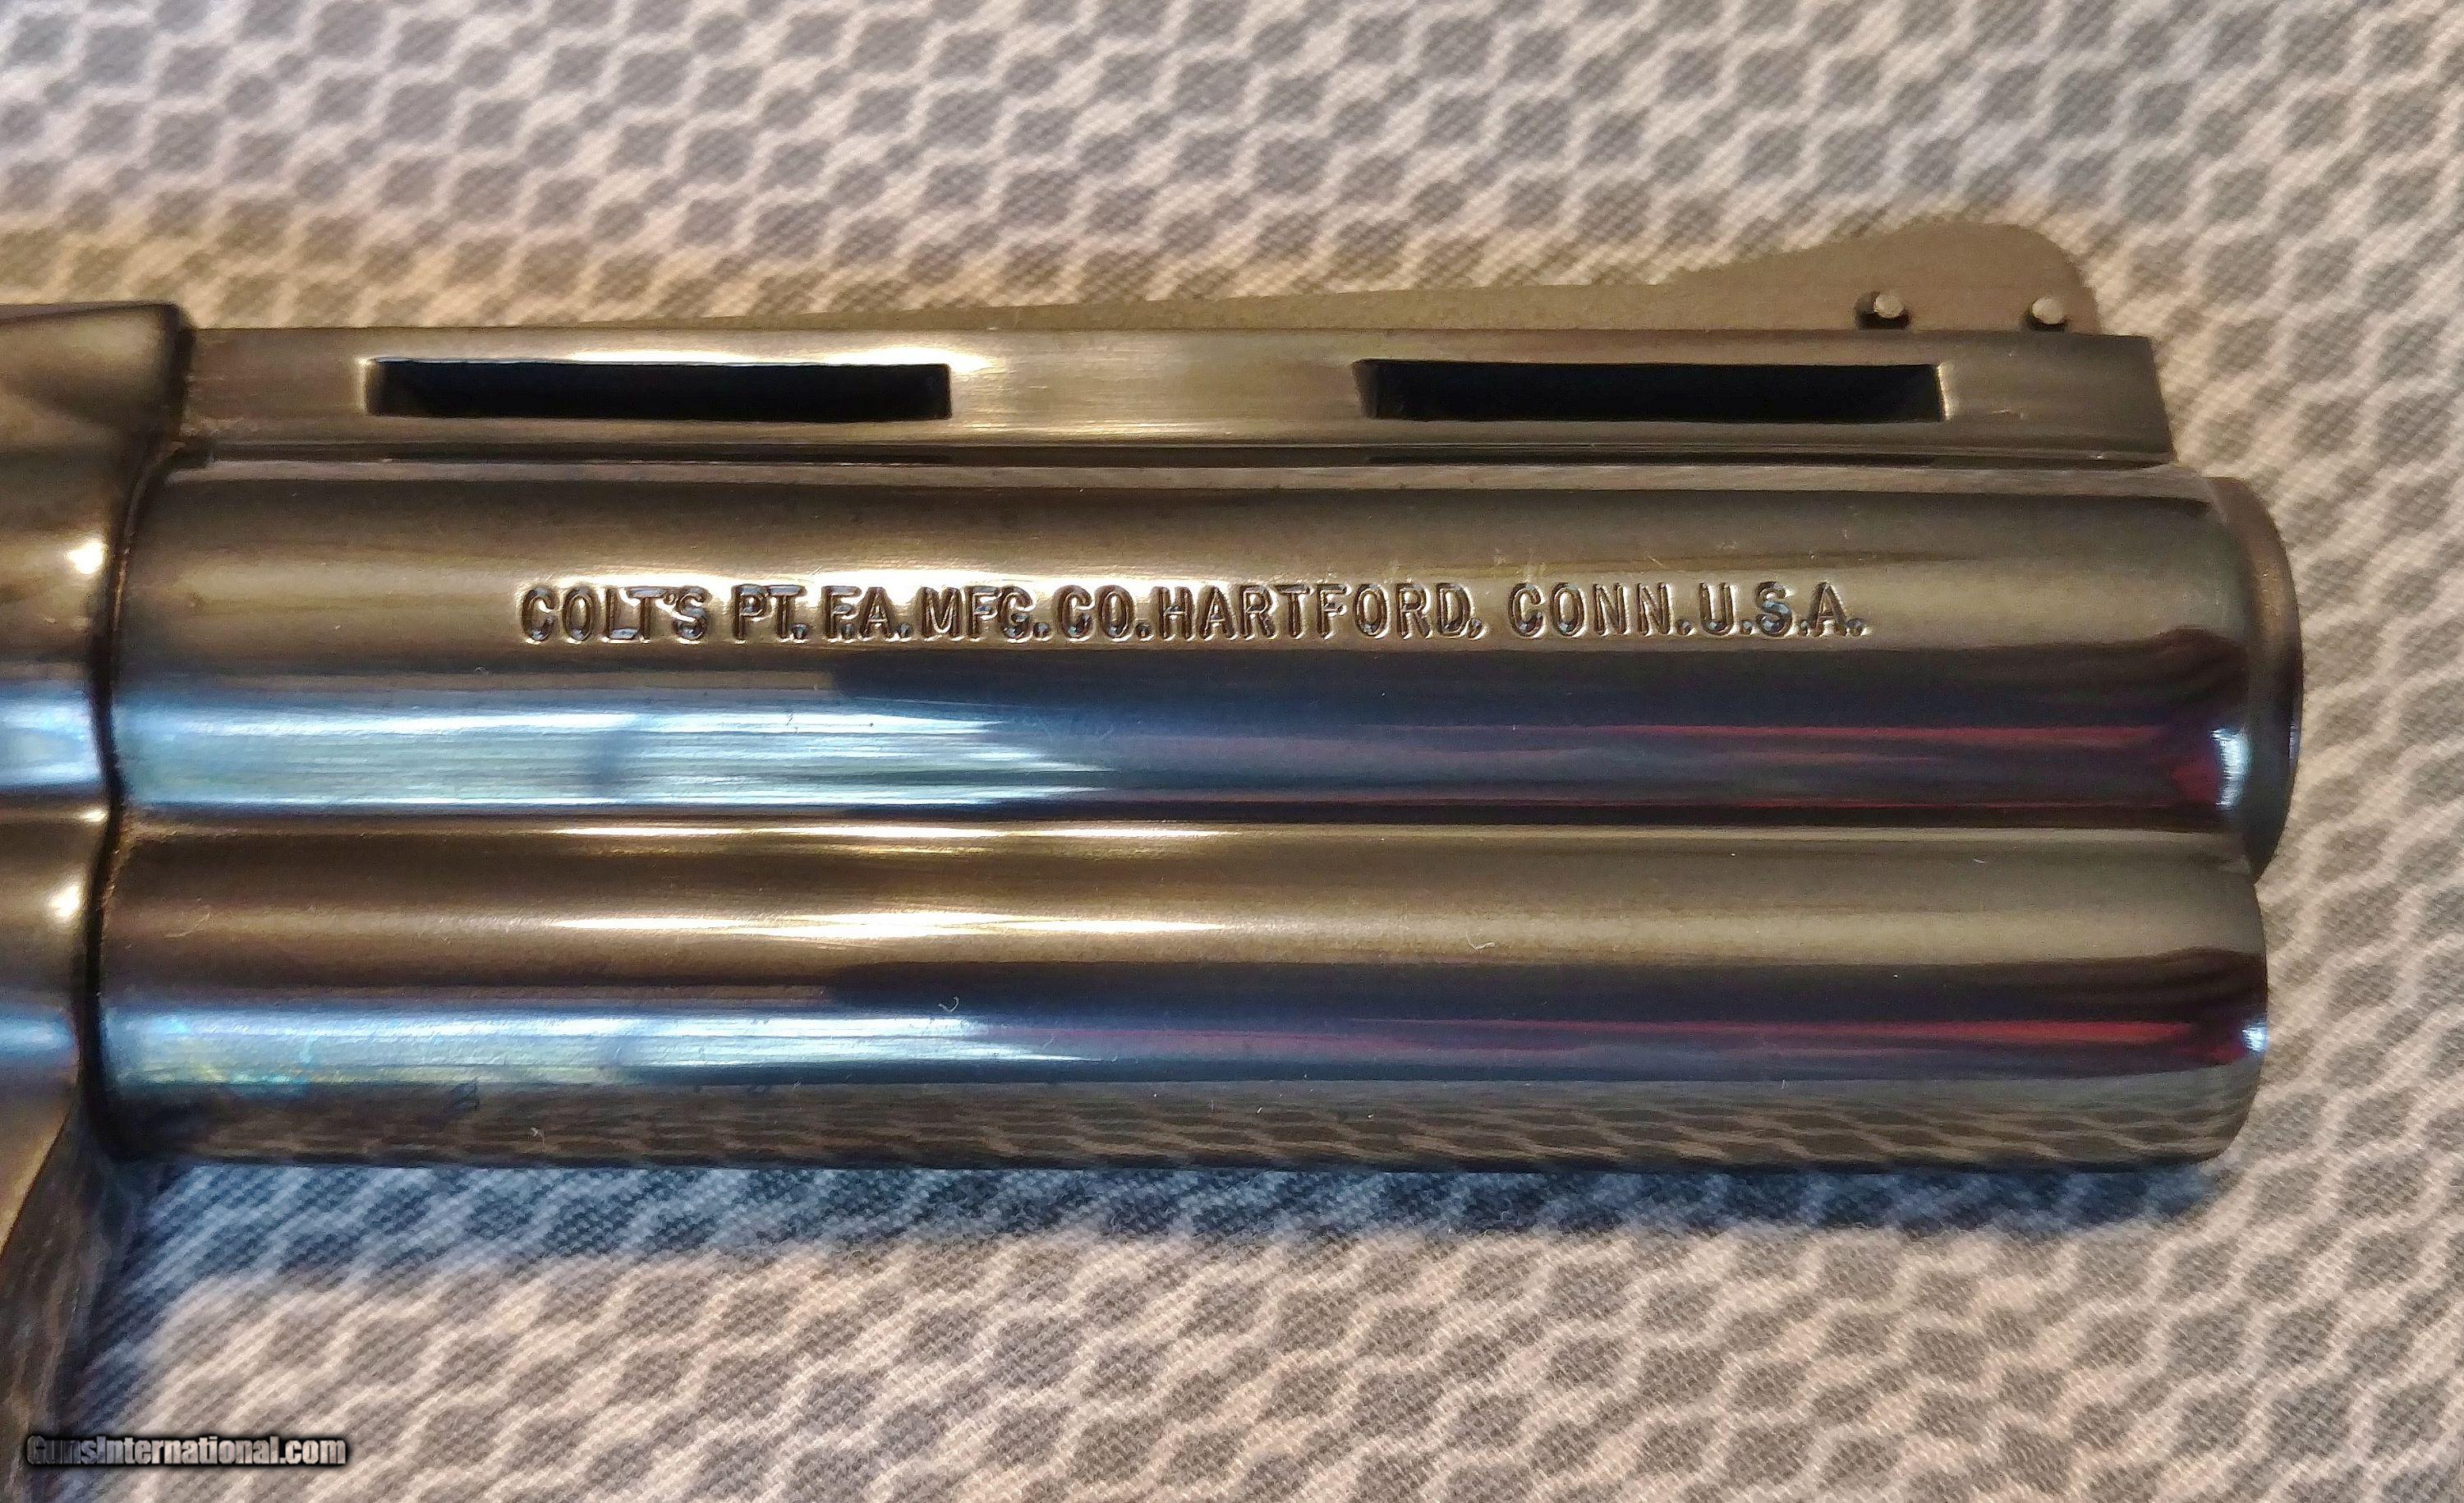 COLT'S PT. F.A. MFG. CO. HARTFORD, CONN. U.S.A.
GunsInternational.com